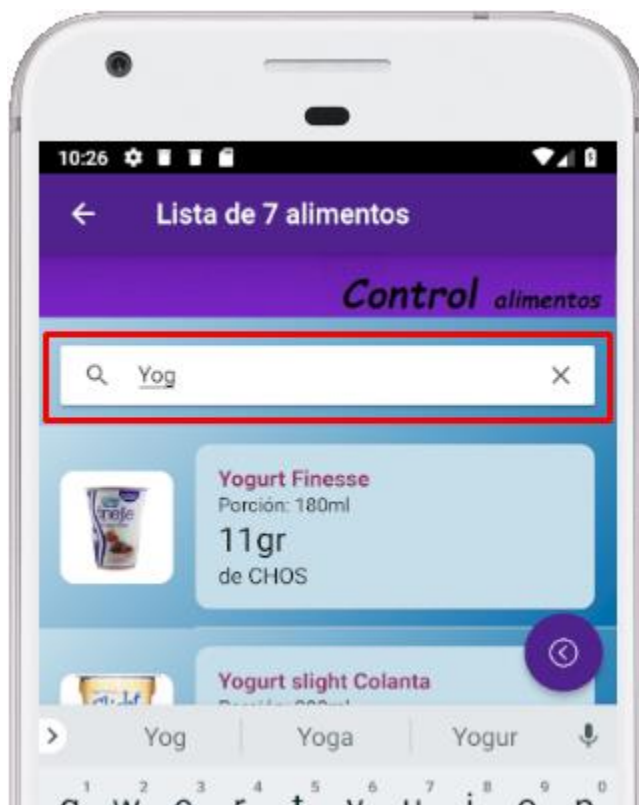 10:26
Lista de 7 alimentos
Control alimentos
Yog
Yogurt Finesse
Porción: 180ml
11gr
de CHOS
Yogurt slight Colanta
Yog Yoga Yogur
1 2 3 4 5 6 7 8 9 0
q w e r t y u i o p